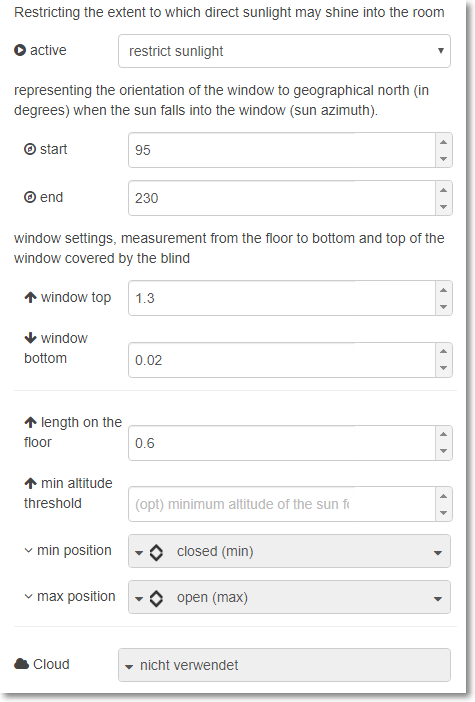 Restricting the extent to which direct sunlight may shine into the room
active
restrict sunlight
representing the orientation of the window to geographical north (in
degrees) when the sun falls into the window (sun azimuth).
start
95
end
230
window settings, measurement from the floor to bottom and top of the
window covered by the blind
window top
1.3
window
bottom
0.02
length on the
floor
0.6
min altitude
threshold
(opt) minimum altitude of the sun fo
min position
closed (min)
max position
open (max)
Cloud
nicht verwendet